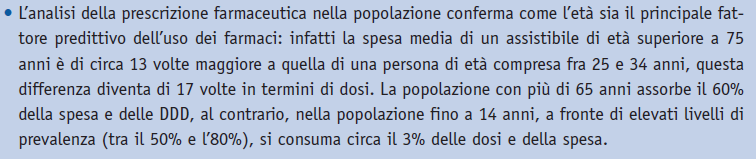 • L'analisi della prescrizione farmaceutica nella popolazione conferma come l'età sia il principale fat-
tore predittivo dell'uso dei farmaci: infatti la spesa media di un assistibile di età superiore a 75
anni è di circa 13 volte maggiore a quella di una persona di età compresa fra 25 e 34 anni, questa
differenza diventa di 17 volte in termini di dosi. La popolazione con più di 65 anni assorbe il 60%
della spesa e delle DDD, al contrario, nella popolazione fino a 14 anni, a fronte di elevati livelli di
prevalenza (tra il 50% e l'80%), si consuma circa il 3% delle dosi e della spesa.